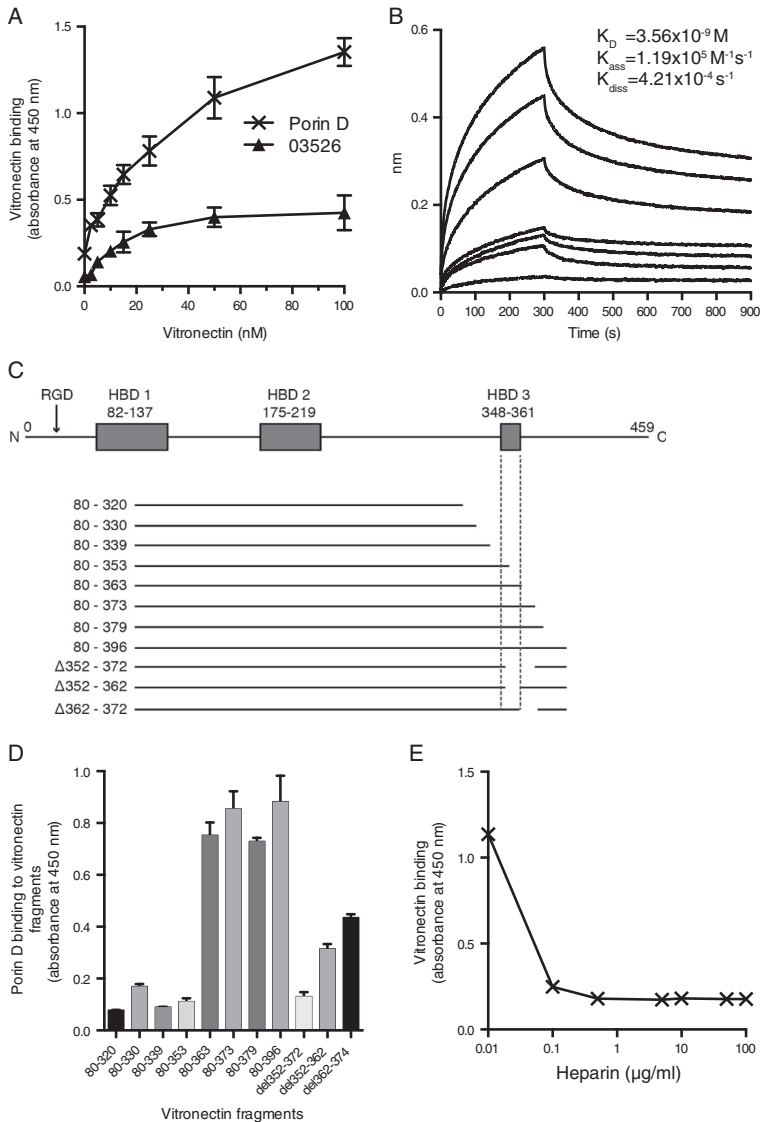 A
Vitronectin binding
(absorbance at 450 nm)
1.5
1.0
0.5
0.0
0
20
40
60
80
100
Vitronectin (nM)
Porin D
03526
B
nm
0.6
0.4
0.2
0.0
0
100
200
300
400
500
600
700
800
900
Time (s)
K_D =3.56x10⁻⁹ M
K_ass=1.19x10⁵ M⁻¹s⁻¹
K_diss=4.21x10⁻⁴ s⁻¹
C
RGD
HBD 1
82-137
HBD 2
175-219
HBD 3
348-361
N
0
459
C
80 - 320
80 - 330
80 - 339
80 - 353
80 - 363
80 - 373
80 - 379
80 - 396
Δ352 - 372
Δ352 - 362
Δ362 - 372
D
Porin D binding to vitronectin
fragments
(absorbance at 450 nm)
1.0
0.8
0.6
0.4
0.2
0.0
80-320
80-330
80-339
80-353
80-363
80-373
80-379
80-396
del352-372
del352-362
del362-374
Vitronectin fragments
E
Vitronectin binding
(absorbance at 450 nm)
1.5
1.0
0.5
0.0
0.01
0.1
1
10
100
Heparin (µg/ml)